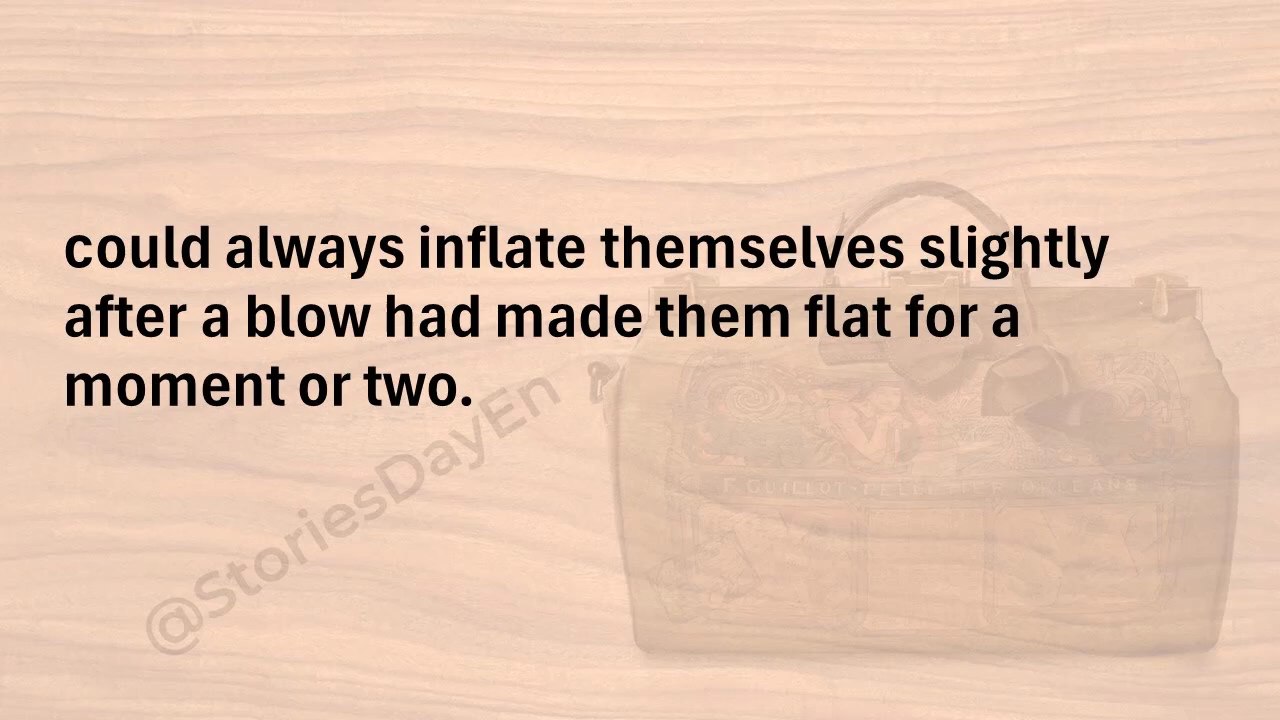 could always inflate themselves slightly
after a blow had made them flat for a
moment or two.
@StoriesDayEn